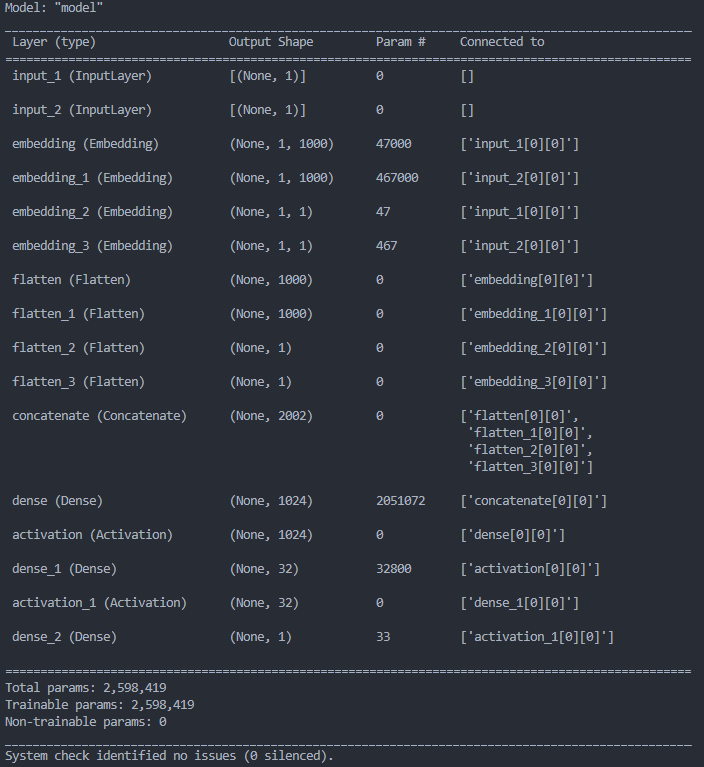 Model: "model"
__________________________________________________________________________________________________
Layer (type) Output Shape Param # Connected to
==================================================================================================
input_1 (InputLayer) [(None, 1)] 0 []
input_2 (InputLayer) [(None, 1)] 0 []
embedding (Embedding) (None, 1, 1000) 47000 ['input_1[0][0]']
embedding_1 (Embedding) (None, 1, 1000) 467000 ['input_2[0][0]']
embedding_2 (Embedding) (None, 1, 1) 47 ['input_1[0][0]']
embedding_3 (Embedding) (None, 1, 1) 467 ['input_2[0][0]']
flatten (Flatten) (None, 1000) 0 ['embedding[0][0]']
flatten_1 (Flatten) (None, 1000) 0 ['embedding_1[0][0]']
flatten_2 (Flatten) (None, 1) 0 ['embedding_2[0][0]']
flatten_3 (Flatten) (None, 1) 0 ['embedding_3[0][0]']
concatenate (Concatenate) (None, 2002) 0 ['flatten[0][0]',
'flatten_1[0][0]',
'flatten_2[0][0]',
'flatten_3[0][0]']
dense (Dense) (None, 1024) 2051072 ['concatenate[0][0]']
activation (Activation) (None, 1024) 0 ['dense[0][0]']
dense_1 (Dense) (None, 32) 32800 ['activation[0][0]']
activation_1 (Activation) (None, 32) 0 ['dense_1[0][0]']
dense_2 (Dense) (None, 1) 33 ['activation_1[0][0]']
==================================================================================================
Total params: 2,598,419
Trainable params: 2,598,419
Non-trainable params: 0
__________________________________________________________________________________________________
System check identified no issues (0 silenced).